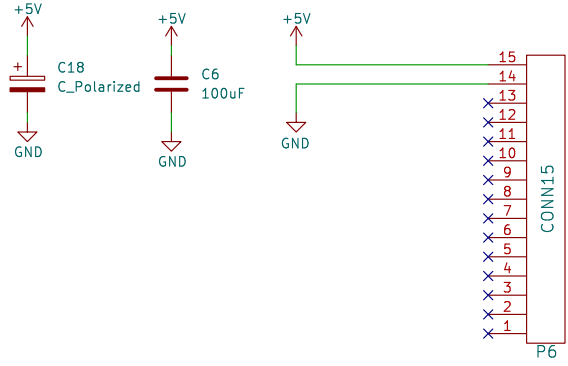 +5V
+5V
+5V
+
C18
C_Polarized
C6
100uF
GND
GND
GND
15
14
13
12
11
10
9
8
7
6
5
4
3
2
1
CONN15
P6